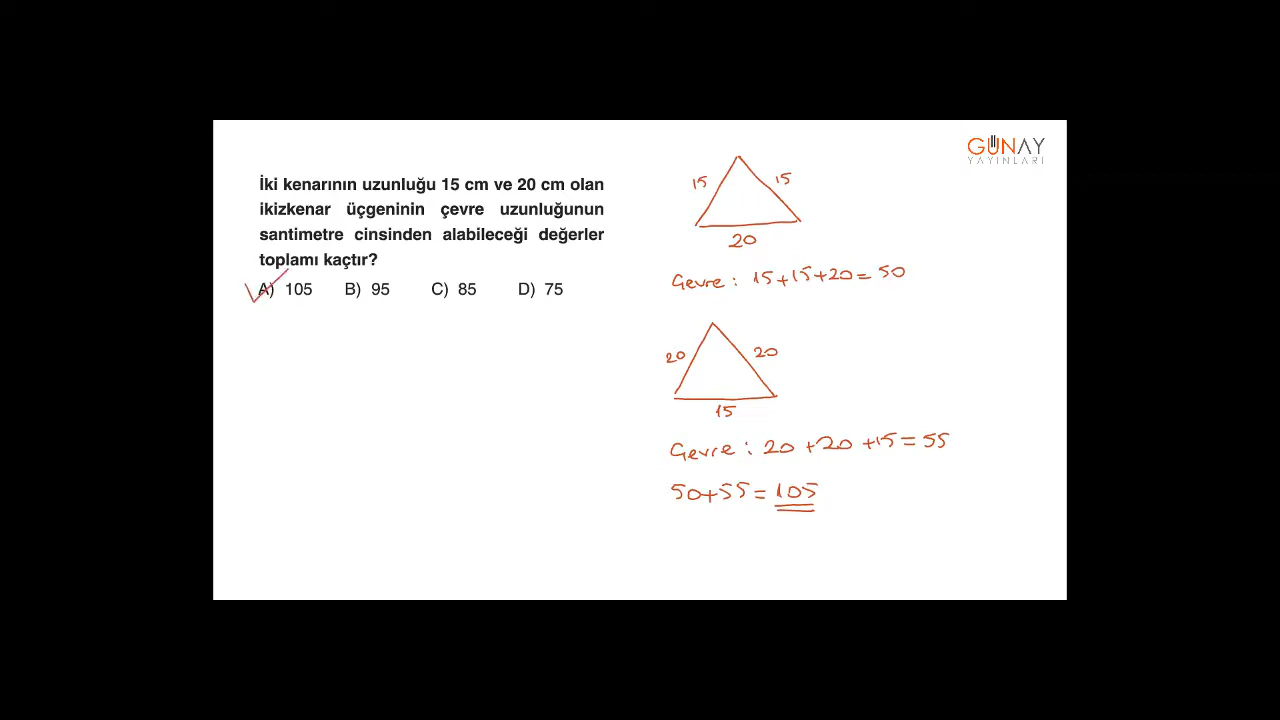 GÜNAY
YAYINLARI
İki kenarının uzunluğu 15 cm ve 20 cm olan
ikizkenar üçgeninin çevre uzunluğunun
santimetre cinsinden alabileceği değerler
toplamı kaçtır?
A) 105 B) 95 C) 85 D) 75
15 15
20
Çevre : 15+15+20=50
20 20
15
Çevre : 20 +20 +15=55
50+55=105